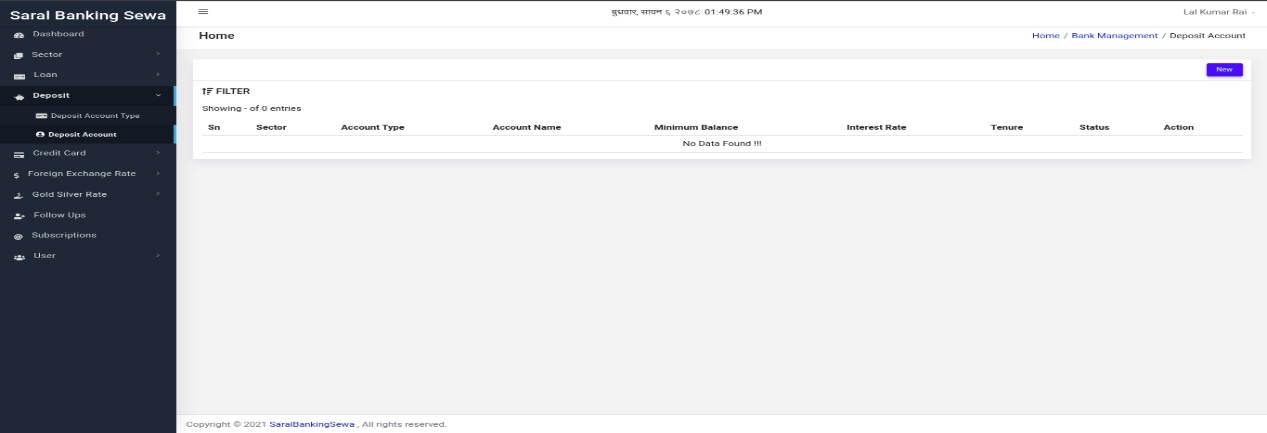 Saral Banking Sewa
Dashboard
Sector
Loan
Deposit
Deposit Account Type
Deposit Account
Credit Card
Foreign Exchange Rate
Gold Silver Rate
Follow Ups
Subscriptions
User
बुधवार, सावन ६ २०७८ 01:49:36 PM
Lal Kumar Rai
Home
Home / Bank Management / Deposit Account
New
FILTER
Showing - of 0 entries
Sn Sector Account Type Account Name Minimum Balance Interest Rate Tenure Status Action
No Data Found !!!
Copyright © 2021 SaralBankingSewa , All rights reserved.